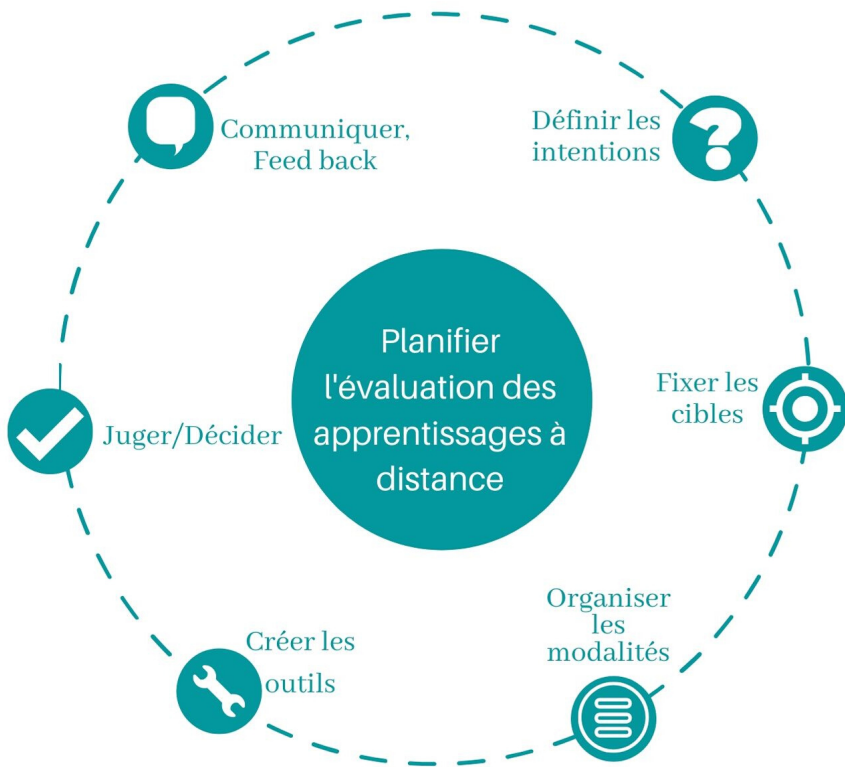 Communiquer,
Feed back
Définir les
intentions
Planifier
l'évaluation des
apprentissages à
distance
Fixer les
cibles
Juger/Décider
Organiser
les
modalités
Créer les
outils